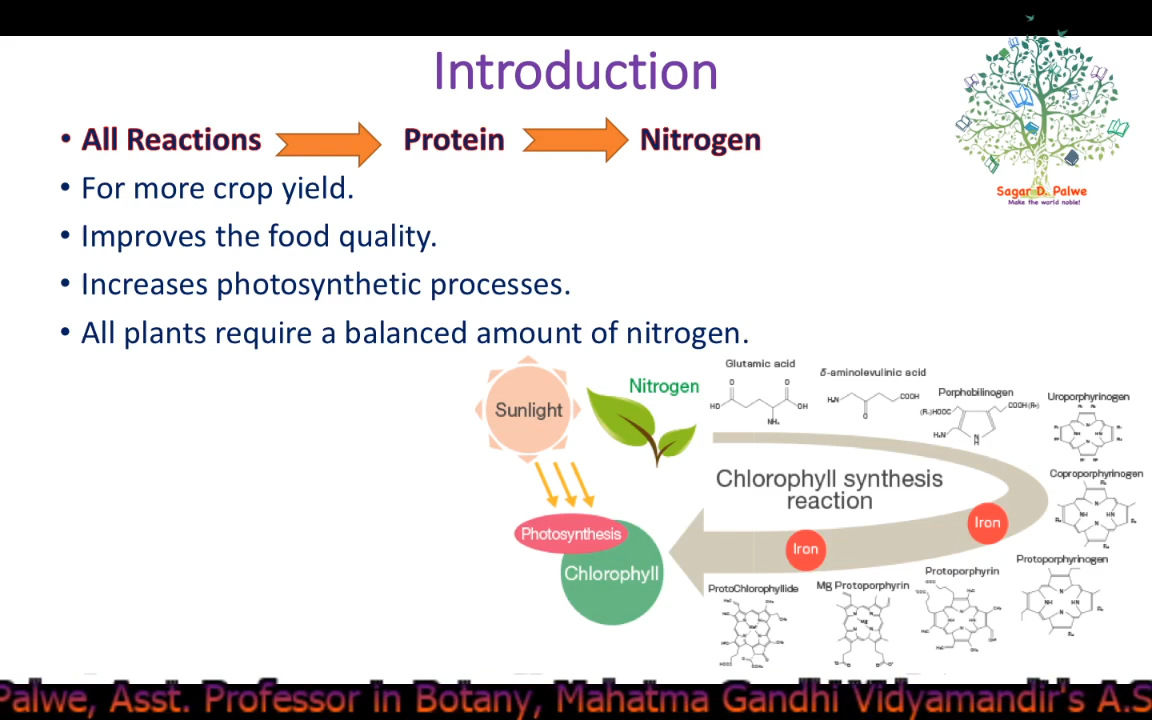 Introduction
• All Reactions Protein Nitrogen
• For more crop yield.
• Improves the food quality.
• Increases photosynthetic processes.
• All plants require a balanced amount of nitrogen.
Sagar D. Palwe
Make the world noble!
Sunlight
Nitrogen
Glutamic acid
δ-aminolevulinic acid
Porphobilinogen
Uroporphyrinogen
Chlorophyll synthesis
reaction
Coproporphyrinogen
Iron
Iron
Photosynthesis
Chlorophyll
ProtoChlorophyllide
Mg Protoporphyrin
Protoporphyrin
Protoporphyrinogen
Palwe, Asst. Professor in Botany, Mahatma Gandhi Vidyamandir's A.S